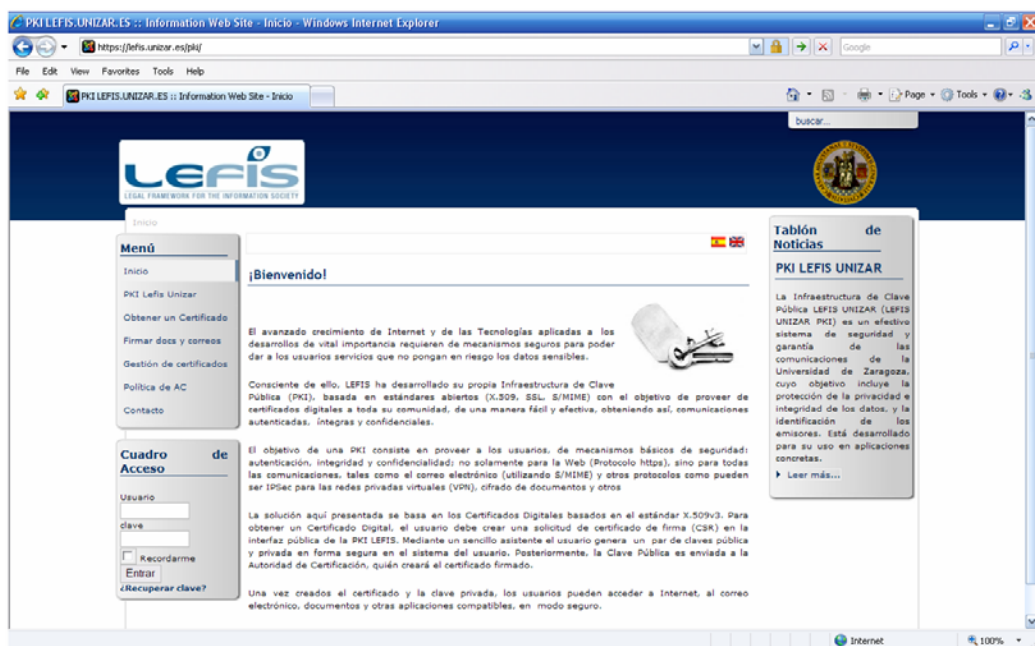 PKI LEFIS.UNIZAR.ES :: Information Web Site - Inicio - Windows Internet Explorer
https://lefis.unizar.es/pki/
Google
File Edit View Favorites Tools Help
PKI LEFIS.UNIZAR.ES :: Information Web Site - Inicio
Page Tools
buscar...
LEFIS
LEGAL FRAMEWORK FOR THE INFORMATION SOCIETY
Inicio
Menú
Inicio
PKI Lefis Unizar
Obtener un Certificado
Firmar docs y correos
Gestión de certificados
Política de AC
Contacto
Cuadro de
Acceso
Usuario
clave
Recordarme
Entrar
¿Recuperar clave?
¡Bienvenido!
El avanzado crecimiento de Internet y de las Tecnologías aplicadas a los
desarrollos de vital importancia requieren de mecanismos seguros para poder
dar a los usuarios servicios que no pongan en riesgo los datos sensibles.
Consciente de ello, LEFIS ha desarrollado su propia Infraestructura de Clave
Pública (PKI), basada en estándares abiertos (X.509, SSL, S/MIME) con el objetivo de proveer de
certificados digitales a toda su comunidad, de una manera fácil y efectiva, obteniendo así, comunicaciones
autenticadas, íntegras y confidenciales.
El objetivo de una PKI consiste en proveer a los usuarios, de mecanismos básicos de seguridad:
autenticación, integridad y confidencialidad; no solamente para la Web (Protocolo https), sino para todas
las comunicaciones, tales como el correo electrónico (utilizando S/MIME) y otros protocolos como pueden
ser IPSec para las redes privadas virtuales (VPN), cifrado de documentos y otros
La solución aquí presentada se basa en los Certificados Digitales basados en el estándar X.509v3. Para
obtener un Certificado Digital, el usuario debe crear una solicitud de certificado de firma (CSR) en la
interfaz pública de la PKI LEFIS. Mediante un sencillo asistente el usuario genera un par de claves pública
y privada en forma segura en el sistema del usuario. Posteriormente, la Clave Pública es enviada a la
Autoridad de Certificación, quién creará el certificado firmado.
Una vez creados el certificado y la clave privada, los usuarios pueden acceder a Internet, al correo
electrónico, documentos y otras aplicaciones compatibles, en modo seguro.
Tablón de
Noticias
PKI LEFIS UNIZAR
La Infraestructura de Clave
Pública LEFIS UNIZAR (LEFIS
UNIZAR PKI) es un efectivo
sistema de seguridad y
garantía de las
comunicaciones de la
Universidad de Zaragoza,
cuyo objetivo incluye la
protección de la privacidad e
integridad de los datos, y la
identificación de los
emisores. Está desarrollado
para su uso en aplicaciones
concretas.
Leer más...
Internet
100%